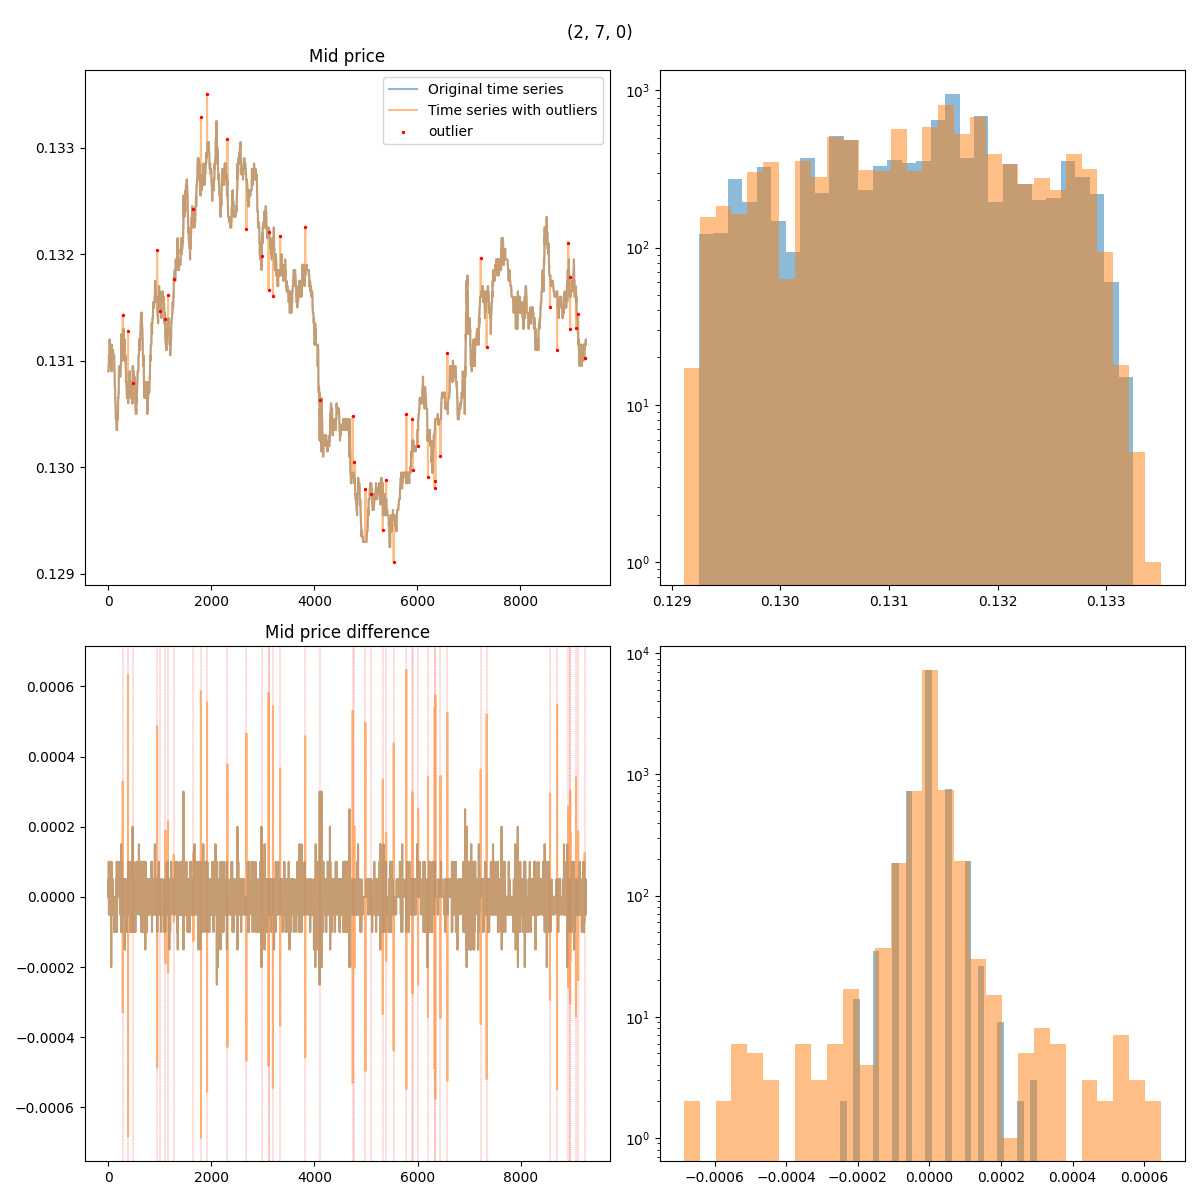 (2, 7, 0)
Mid price
Original time series
Time series with outliers
outlier
0.133
0.132
0.131
0.130
0.129
0 2000 4000 6000 8000
10³
10²
10¹
10⁰
0.129 0.130 0.131 0.132 0.133
Mid price difference
0.0006
0.0004
0.0002
0.0000
−0.0002
−0.0004
−0.0006
0 2000 4000 6000 8000
10⁴
10³
10²
10¹
10⁰
−0.0006 −0.0004 −0.0002 0.0000 0.0002 0.0004 0.0006